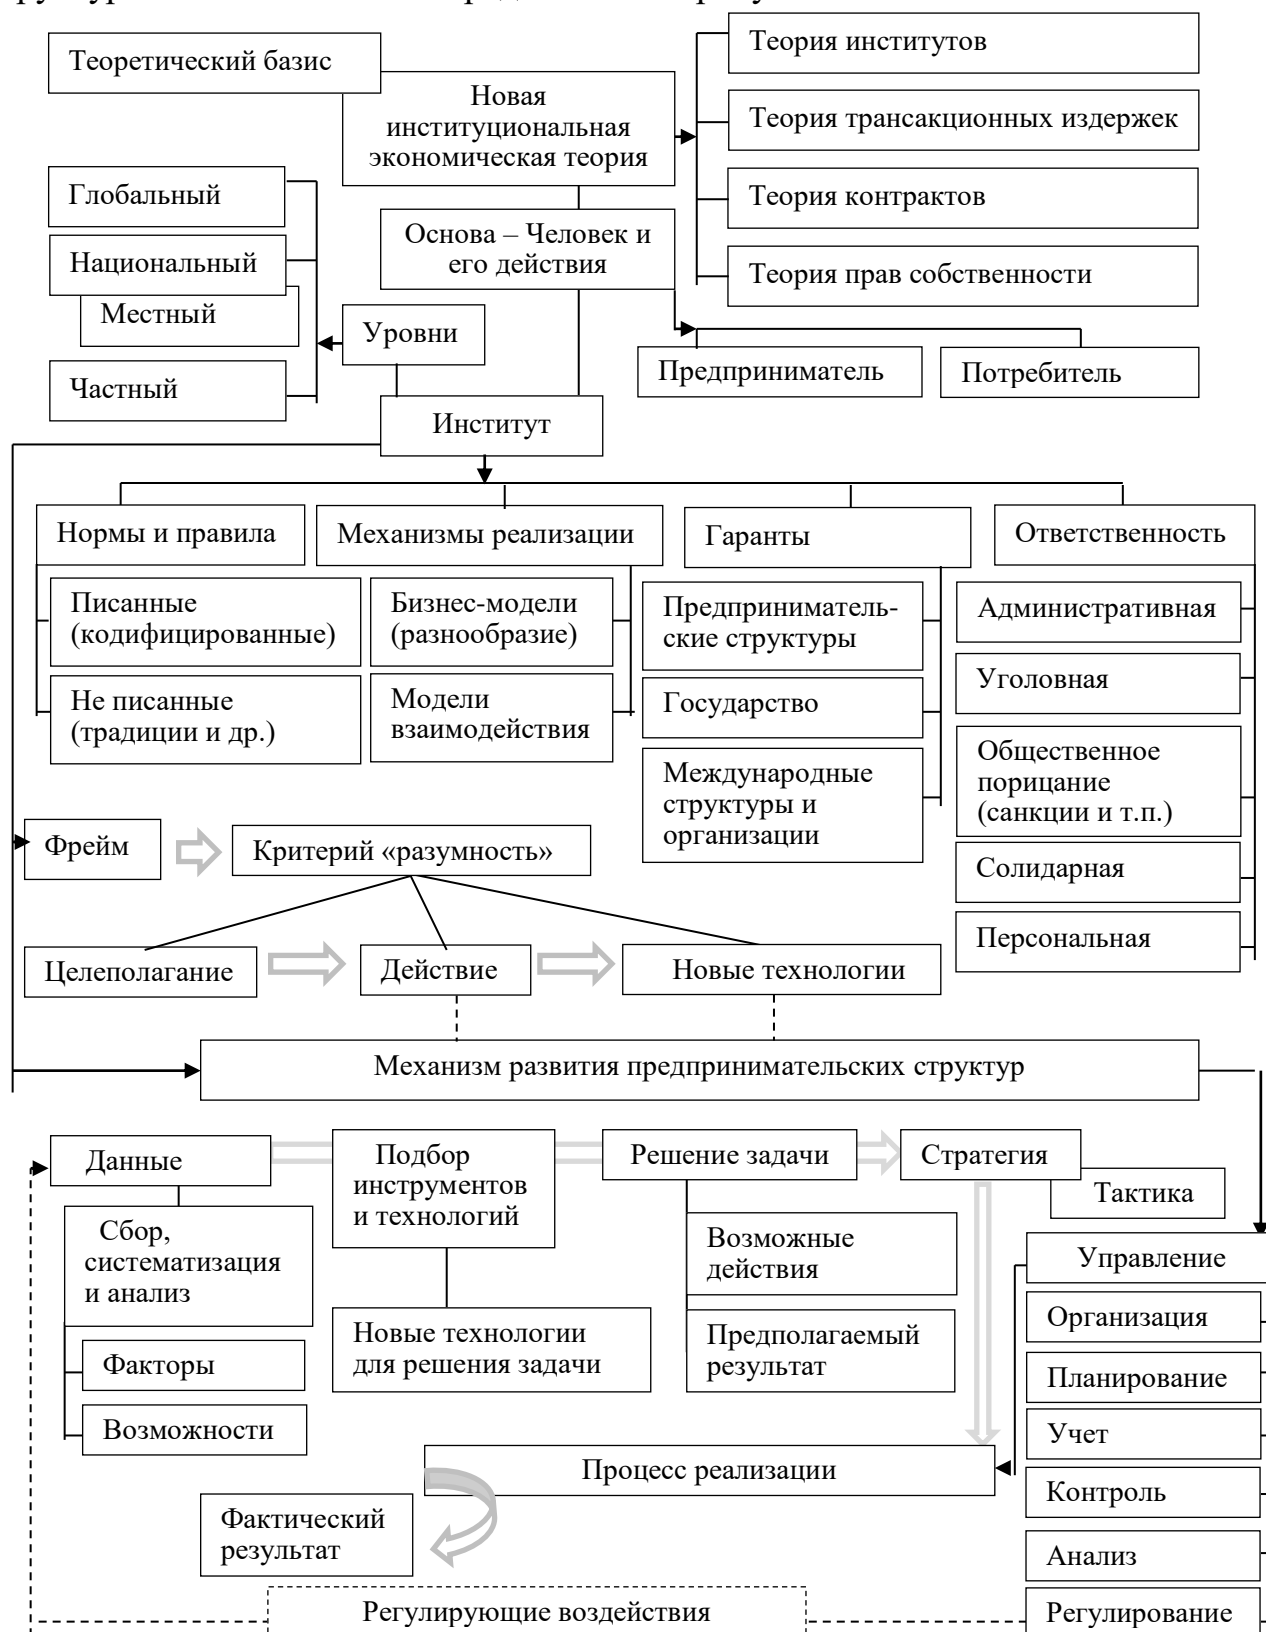 Теоретический базис
Новая
институциональная
экономическая теория
Теория институтов
Теория трансакционных издержек
Теория контрактов
Теория прав собственности
Глобальный
Национальный
Местный
Частный
Уровни
Основа – Человек и
его действия
Предприниматель
Потребитель
Институт
Нормы и правила
Механизмы реализации
Гаранты
Ответственность
Писанные
(кодифицированные)
Не писанные
(традиции и др.)
Бизнес-модели
(разнообразие)
Модели
взаимодействия
Предприниматель-
ские структуры
Государство
Международные
структуры и
организации
Административная
Уголовная
Общественное
порицание
(санкции и т.п.)
Солидарная
Персональная
Фрейм
Критерий «разумность»
Целеполагание
Действие
Новые технологии
Механизм развития предпринимательских структур
Данные
Подбор
инструментов
и технологий
Решение задачи
Стратегия
Тактика
Сбор,
систематизация
и анализ
Факторы
Возможности
Новые технологии
для решения задачи
Возможные
действия
Предполагаемый
результат
Управление
Организация
Планирование
Учет
Контроль
Анализ
Регулирование
Процесс реализации
Фактический
результат
Регулирующие воздействия